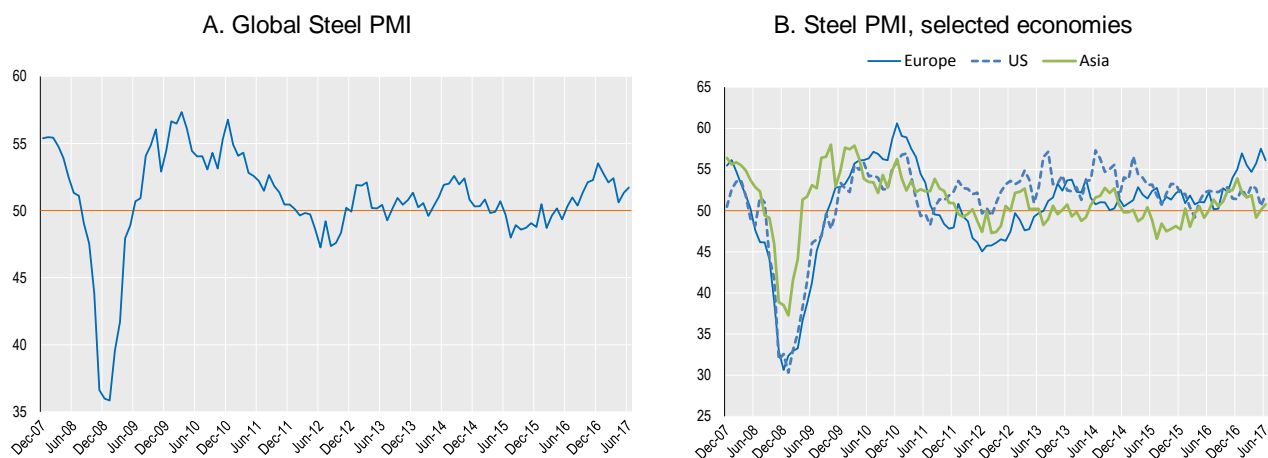 A. Global Steel PMI
60
55
50
45
40
35
Dec-07
Jun-08
Dec-08
Jun-09
Dec-09
Jun-10
Dec-10
Jun-11
Dec-11
Jun-12
Dec-12
Jun-13
Dec-13
Jun-14
Dec-14
Jun-15
Dec-15
Jun-16
Dec-16
Jun-17
B. Steel PMI, selected economies
Europe US Asia
65
60
55
50
45
40
35
30
25
Dec-07
Jun-08
Dec-08
Jun-09
Dec-09
Jun-10
Dec-10
Jun-11
Dec-11
Jun-12
Dec-12
Jun-13
Dec-13
Jun-14
Dec-14
Jun-15
Dec-15
Jun-16
Dec-16
Jun-17